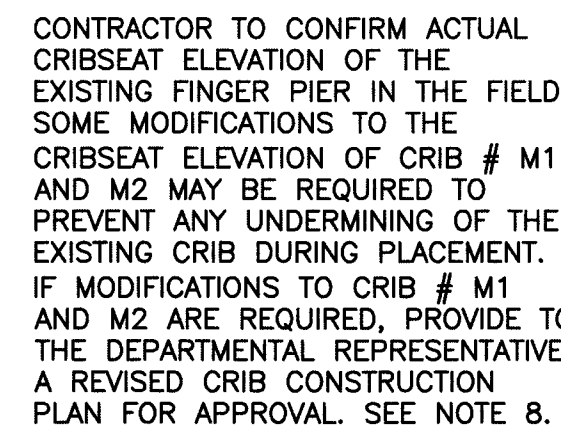 CONTRACTOR TO CONFIRM ACTUAL
CRIBSEAT ELEVATION OF THE
EXISTING FINGER PIER IN THE FIELD
SOME MODIFICATIONS TO THE
CRIBSEAT ELEVATION OF CRIB # M1
AND M2 MAY BE REQUIRED TO
PREVENT ANY UNDERMINING OF THE
EXISTING CRIB DURING PLACEMENT.
IF MODIFICATIONS TO CRIB # M1
AND M2 ARE REQUIRED, PROVIDE TO
THE DEPARTMENTAL REPRESENTATIVE
A REVISED CRIB CONSTRUCTION
PLAN FOR APPROVAL. SEE NOTE 8.